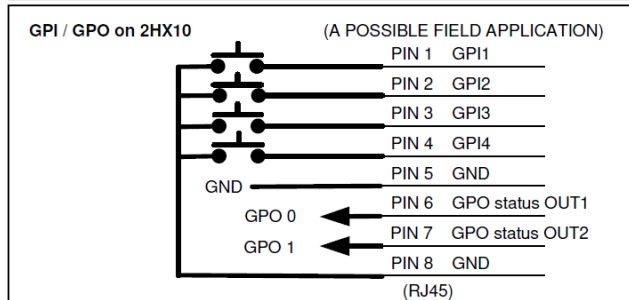 GPI / GPO on 2HX10 (A POSSIBLE FIELD APPLICATION)
PIN 1 GPI1
PIN 2 GPI2
PIN 3 GPI3
PIN 4 GPI4
GND PIN 5 GND
GPO 0 PIN 6 GPO status OUT1
GPO 1 PIN 7 GPO status OUT2
PIN 8 GND
(RJ45)